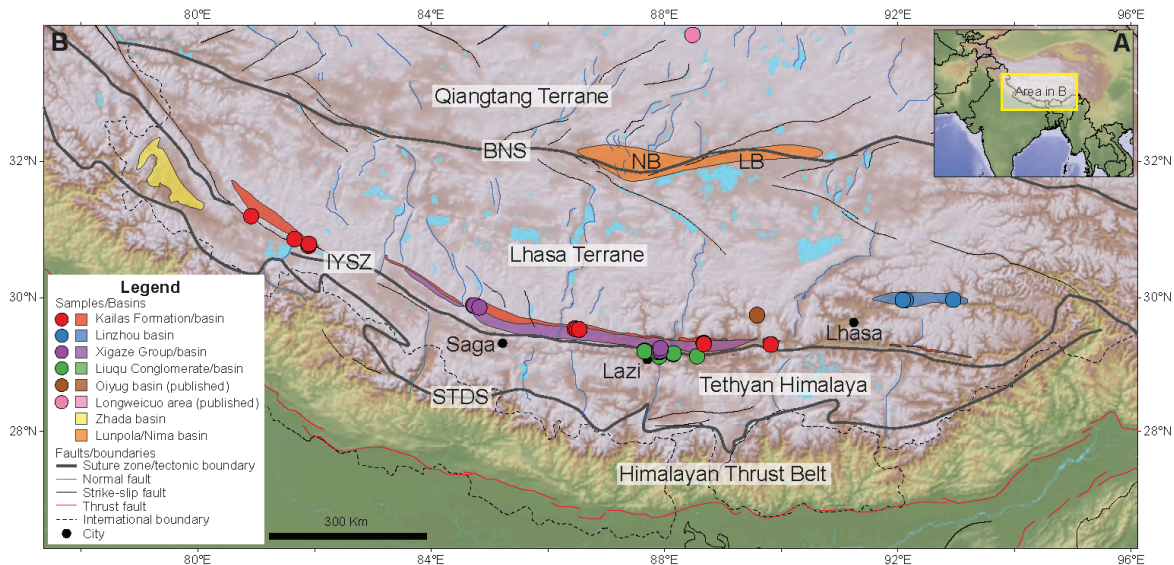 80°E 84°E 88°E 92°E 96°E
B
A
Area in B
Qiangtang Terrane
32°N
BNS
NB
LB
32°N
IYSZ
Lhasa Terrane
30°N
30°N
Lhasa
Saga
Lazi
Tethyan Himalaya
STDS
28°N
28°N
Himalayan Thrust Belt
Legend
Samples/Basins
Kailas Formation/basin
Linzhou basin
Xigaze Group/basin
Liuqu Conglomerate/basin
Oiyug basin (published)
Longweicuo area (published)
Zhada basin
Lunpola/Nima basin
Faults/boundaries
Suture zone/tectonic boundary
Normal fault
Strike-slip fault
Thrust fault
International boundary
City
300 Km
80°E 84°E 88°E 92°E 96°E